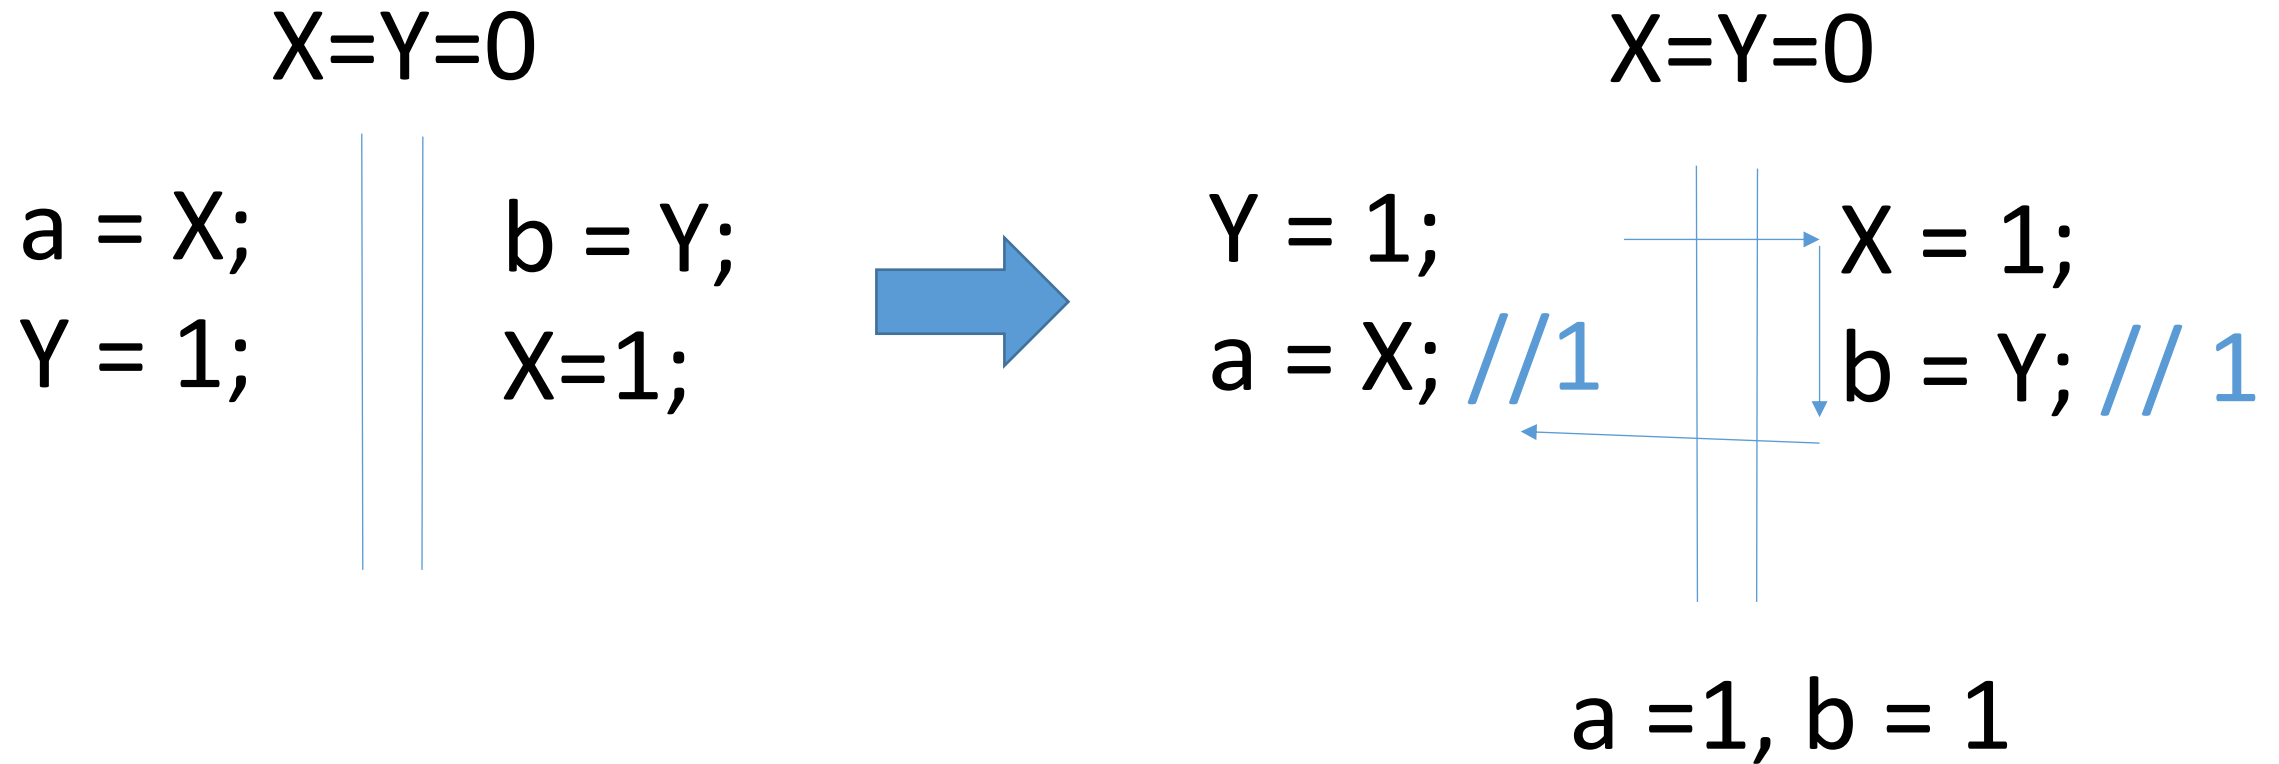 X=Y=0
a = X;
Y = 1;
b = Y;
X=1;
X=Y=0
Y = 1;
a = X; //1
X = 1;
b = Y; // 1
a =1, b = 1